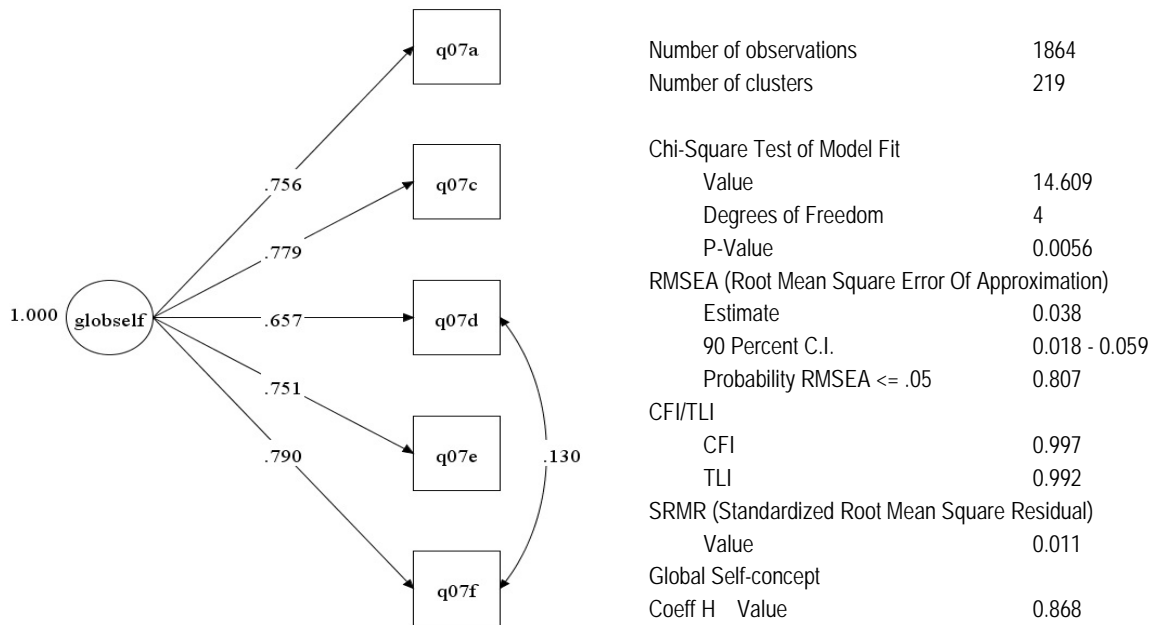 q07a
q07c
1.000 globself
q07d
q07e
q07f
.756
.779
.657
.751
.790
.130
Number of observations 1864
Number of clusters 219
Chi-Square Test of Model Fit
Value 14.609
Degrees of Freedom 4
P-Value 0.0056
RMSEA (Root Mean Square Error Of Approximation)
Estimate 0.038
90 Percent C.I. 0.018 - 0.059
Probability RMSEA <= .05 0.807
CFI/TLI
CFI 0.997
TLI 0.992
SRMR (Standardized Root Mean Square Residual)
Value 0.011
Global Self-concept
Coeff H Value 0.868